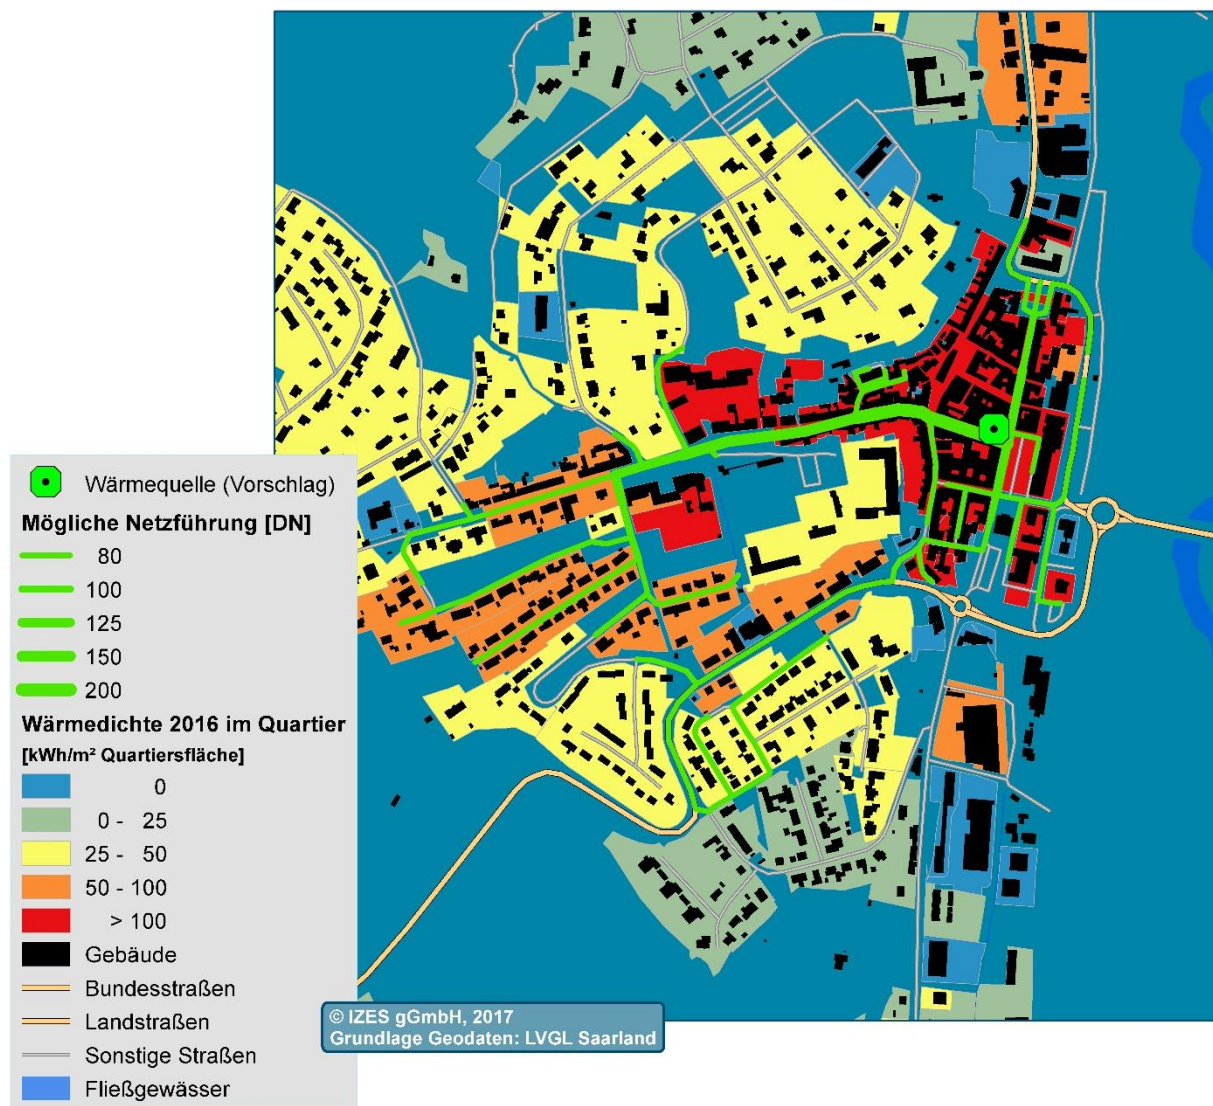 Wärmequelle (Vorschlag)
Mögliche Netzführung [DN]
80
100
125
150
200
Wärmedichte 2016 im Quartier
[kWh/m² Quartiersfläche]
0
0 - 25
25 - 50
50 - 100
> 100
Gebäude
Bundesstraßen
Landstraßen
Sonstige Straßen
Fließgewässer
© IZES gGmbH, 2017
Grundlage Geodaten: LVGL Saarland